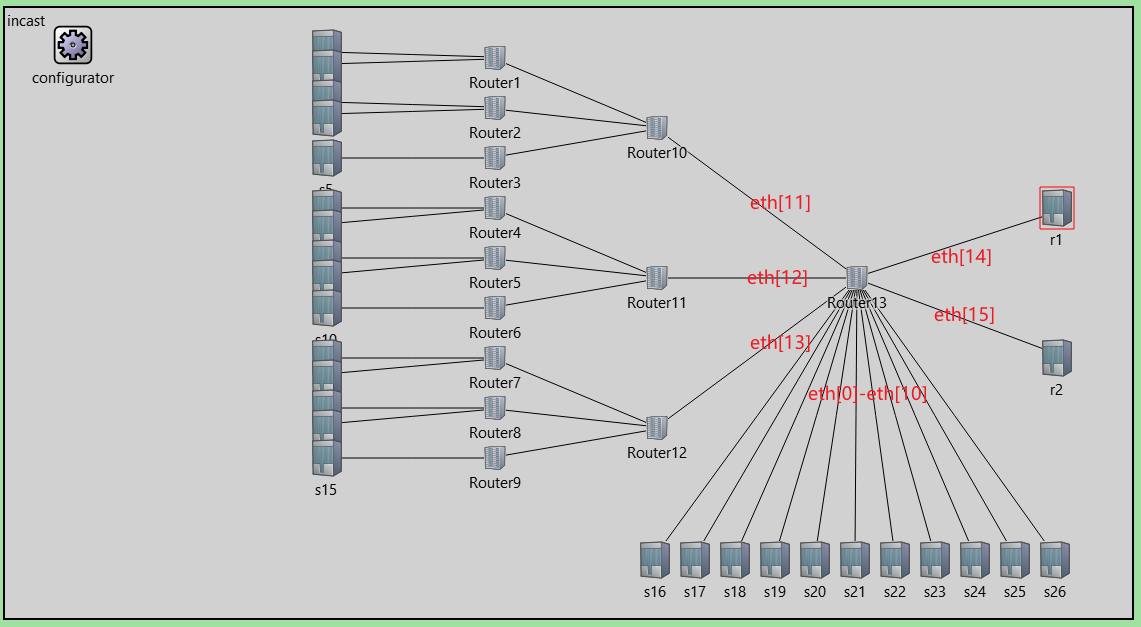 incast
configurator
Router1
Router2
Router10
s5
Router3
eth[11]
Router4
r1
eth[14]
Router5
eth[12]
Router11
Router13
s10
Router6
eth[15]
eth[13]
Router7
r2
eth[0]-eth[10]
Router8
Router12
s15
Router9
s16
s17
s18
s19
s20
s21
s22
s23
s24
s25
s26